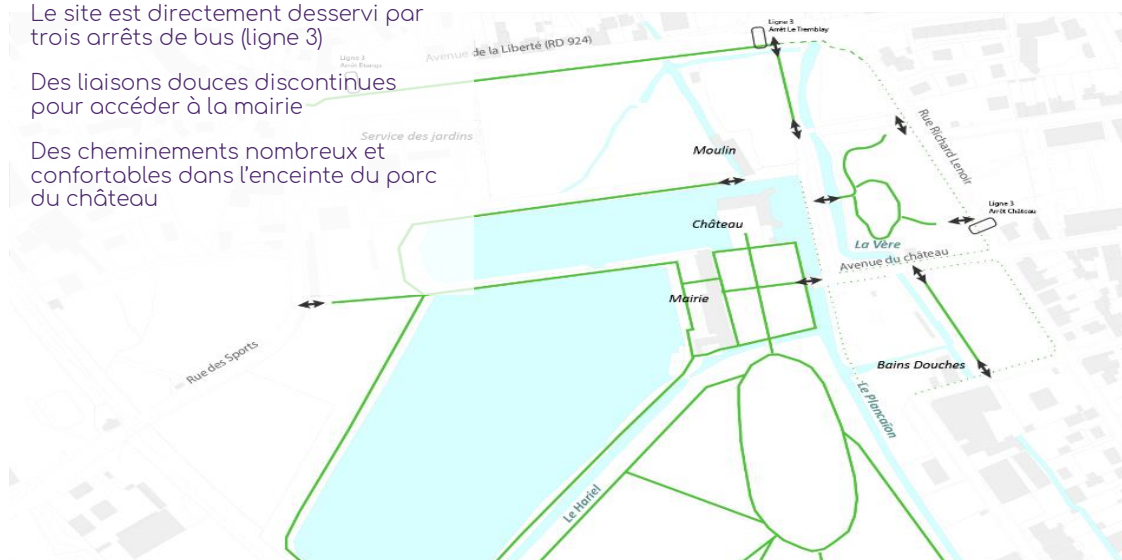 Le site est directement desservi par
trois arrêts de bus (ligne 3)
Des liaisons douces discontinues
pour accéder à la mairie
Des cheminements nombreux et
confortables dans l'enceinte du parc
du château
Ligne 3
Arrêt Le Tremblay
Avenue de la Liberté (RD 924)
Ligne 3
Arrêt Etangs
Service des jardins
Rue Richard Lenoir
Moulin
Ligne 3
Arrêt Château
Château
La Vère
Avenue du château
Mairie
Rue des Sports
Bains Douches
Le Plancaïon
Le Hariel